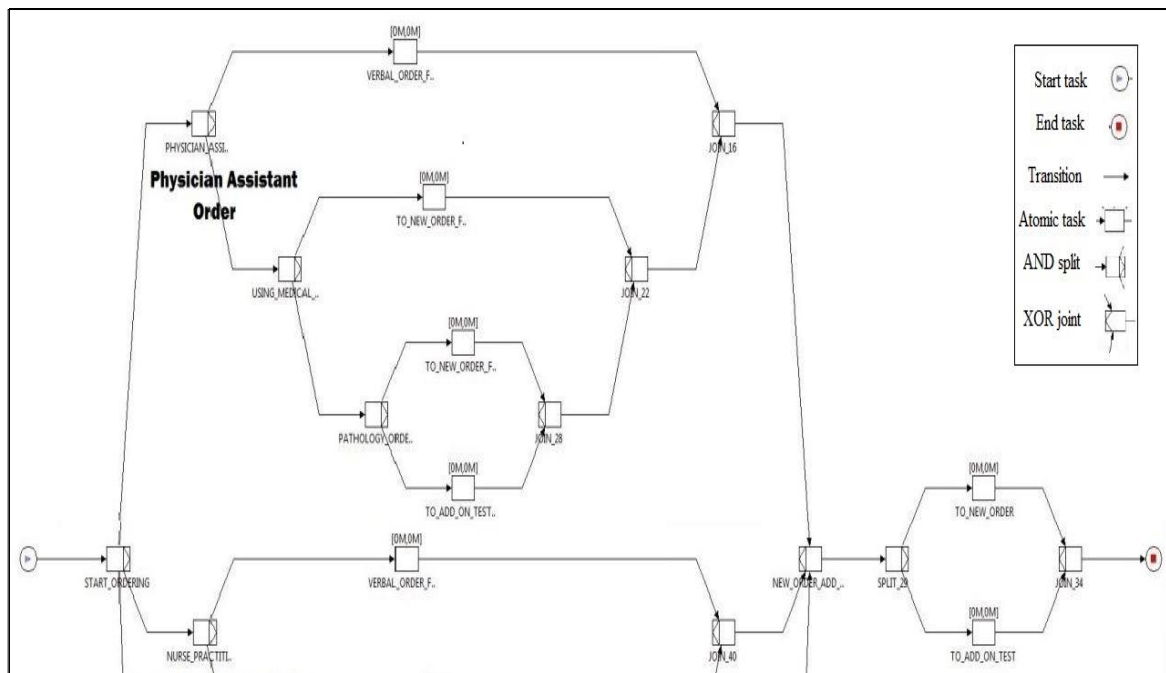 [0M,0M]
VERBAL_ORDER_F..
PHYSICIAN_ASSI..
JOIN_16
Physician Assistant
Order
[0M,0M]
TO_NEW_ORDER_F..
USING_MEDICAL_..
JOIN_22
[0M,0M]
TO_NEW_ORDER_F..
PATHOLOGY_ORDE..
JOIN_28
[0M,0M]
TO_ADD_ON_TEST..
START_ORDERING
[0M,0M]
VERBAL_ORDER_F..
NURSE_PRACTITI..
JOIN_40
NEW_ORDER_ADD_..
SPLIT_29
[0M,0M]
TO_NEW_ORDER
[0M,0M]
TO_ADD_ON_TEST
JOIN_34
Start task
End task
Transition
Atomic task
AND split
XOR joint